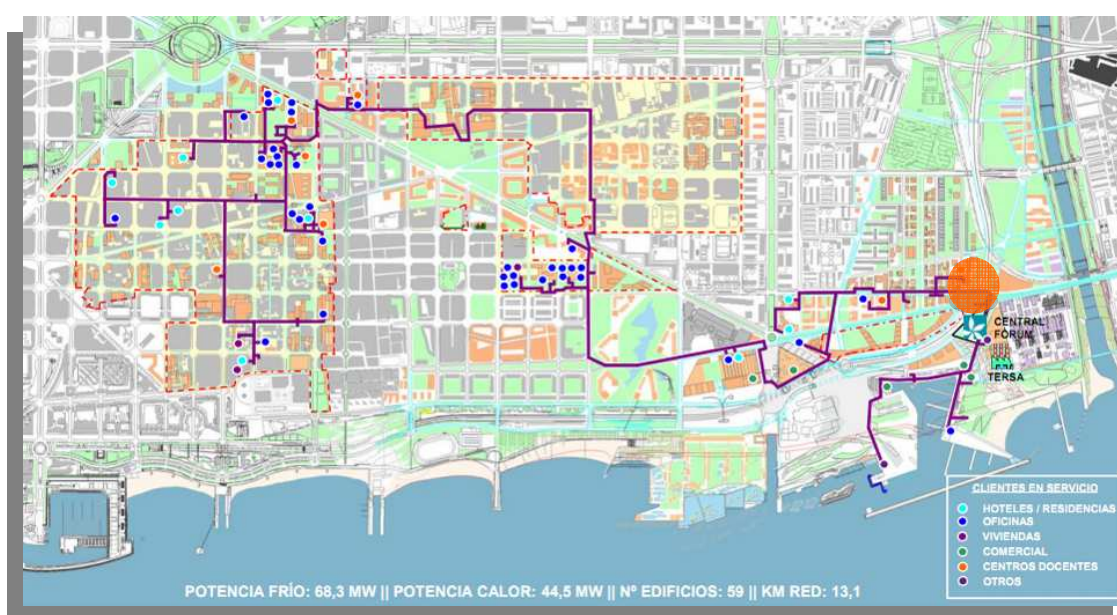 CENTRAL
FÒRUM
TERSA
CLIENTES EN SERVICIO
HOTELES / RESIDENCIAS
OFICINAS
VIVIENDAS
COMERCIAL
CENTROS DOCENTES
OTROS
POTENCIA FRÍO: 68,3 MW || POTENCIA CALOR: 44,5 MW || Nº EDIFICIOS: 59 || KM RED: 13,1